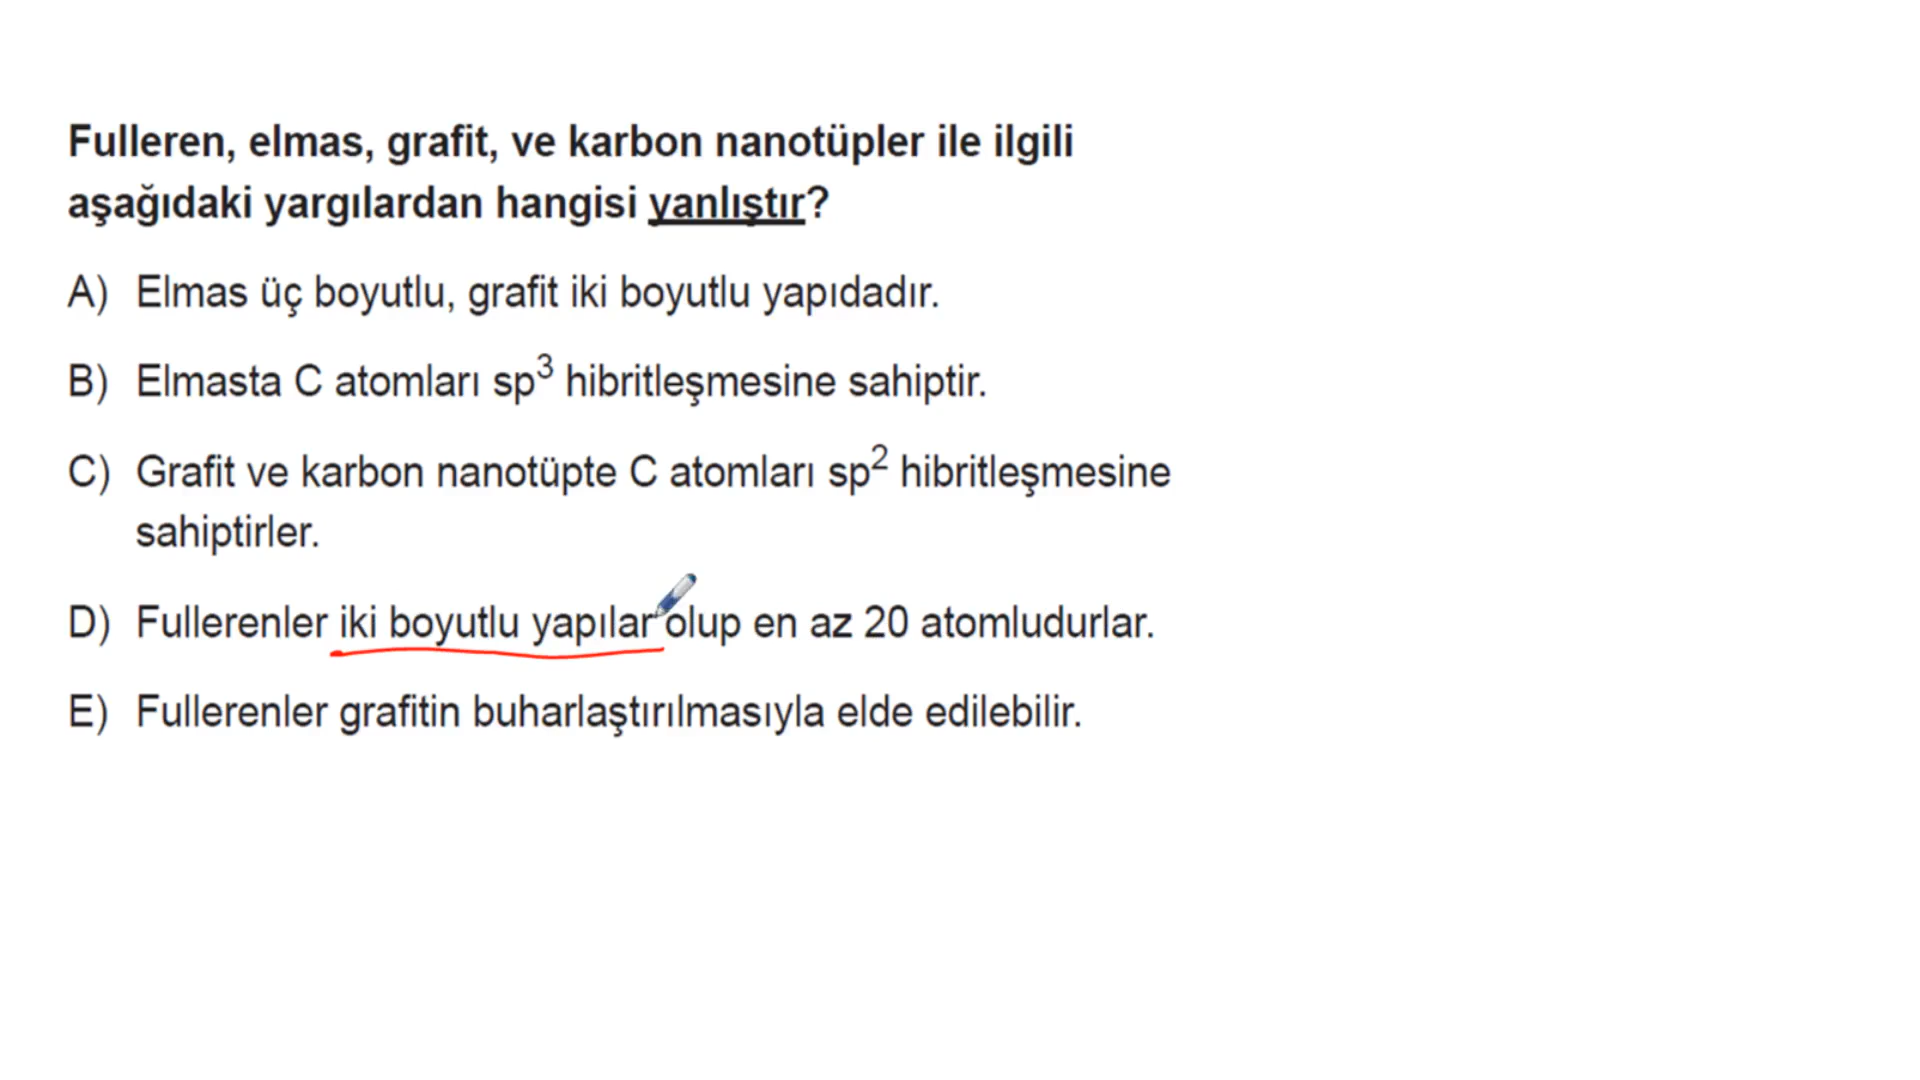 Fulleren, elmas, grafit, ve karbon nanotüpler ile ilgili
aşağıdaki yargılardan hangisi yanlıştır?
A) Elmas üç boyutlu, grafit iki boyutlu yapıdadır.
B) Elmasta C atomları sp³ hibritleşmesine sahiptir.
C) Grafit ve karbon nanotüpte C atomları sp² hibritleşmesine
sahiptirler.
D) Fullerenler iki boyutlu yapılar olup en az 20 atomludurlar.
E) Fullerenler grafitin buharlaştırılmasıyla elde edilebilir.